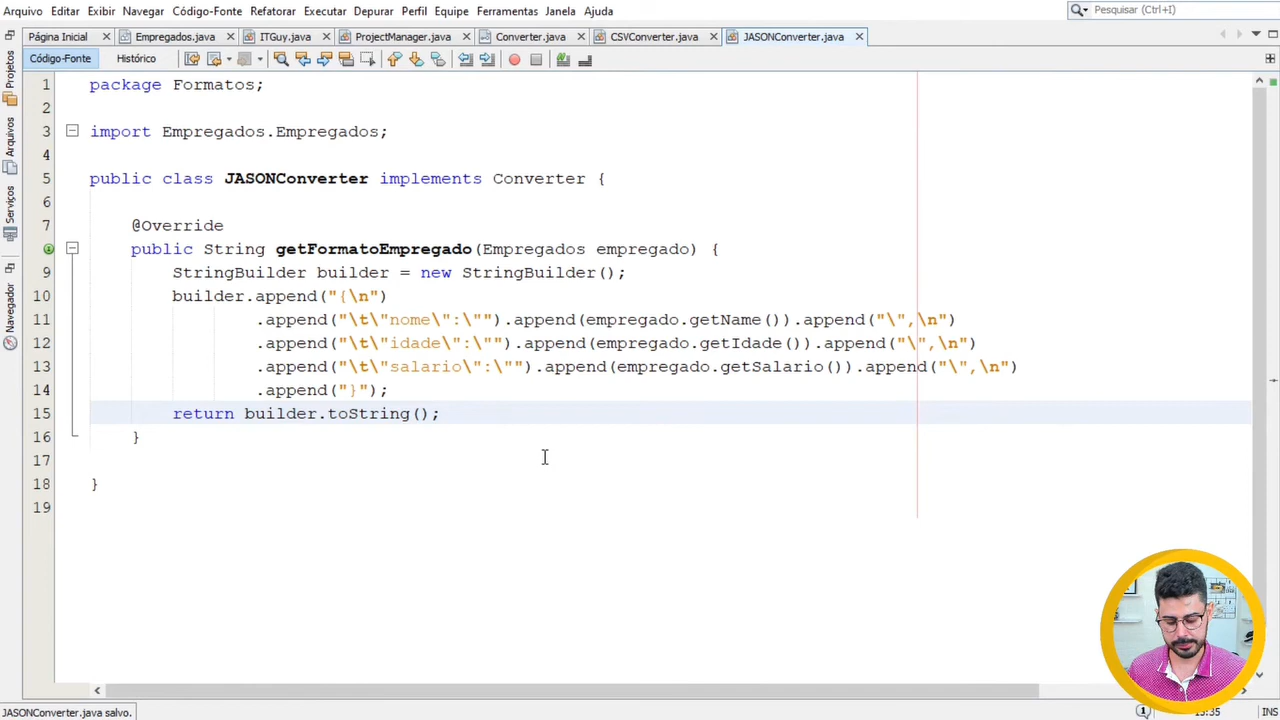 Arquivo Editar Exibir Navegar Código-Fonte Refatorar Executar Depurar Perfil Equipe Ferramentas Janela Ajuda
Pesquisar (Ctrl+I)
Página Inicial Empregados.java ITGuy.java ProjectManager.java Converter.java CSVConverter.java JASONConverter.java
Código-Fonte Histórico
Projetos
Arquivos
Serviços
Navegador
1 package Formatos;
2
3 import Empregados.Empregados;
4
5 public class JASONConverter implements Converter {
6
7 @Override
8 public String getFormatoEmpregado(Empregados empregado) {
9 StringBuilder builder = new StringBuilder();
10 builder.append("{\n")
11 .append("\t\"nome\":\"").append(empregado.getName()).append("\",\n")
12 .append("\t\"idade\":\"").append(empregado.getIdade()).append("\",\n")
13 .append("\t\"salario\":\"").append(empregado.getSalario()).append("\",\n")
14 .append("}");
15 return builder.toString();
16 }
17
18 }
19
JASONConverter.java salvo.
INS